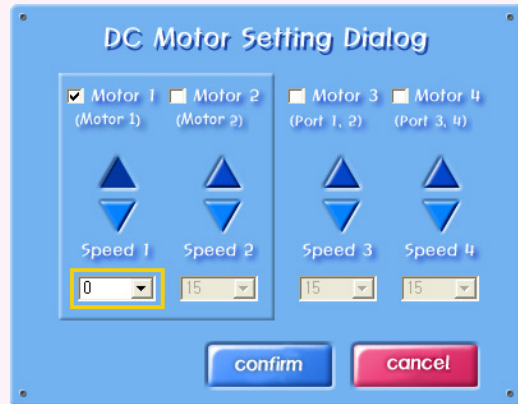 DC Motor Setting Dialog
Motor 1 Motor 2 Motor 3 Motor 4
(Motor 1) (Motor 2) (Port 1, 2) (Port 3, 4)
Speed 1 Speed 2 Speed 3 Speed 4
0 15 15 15
confirm cancel